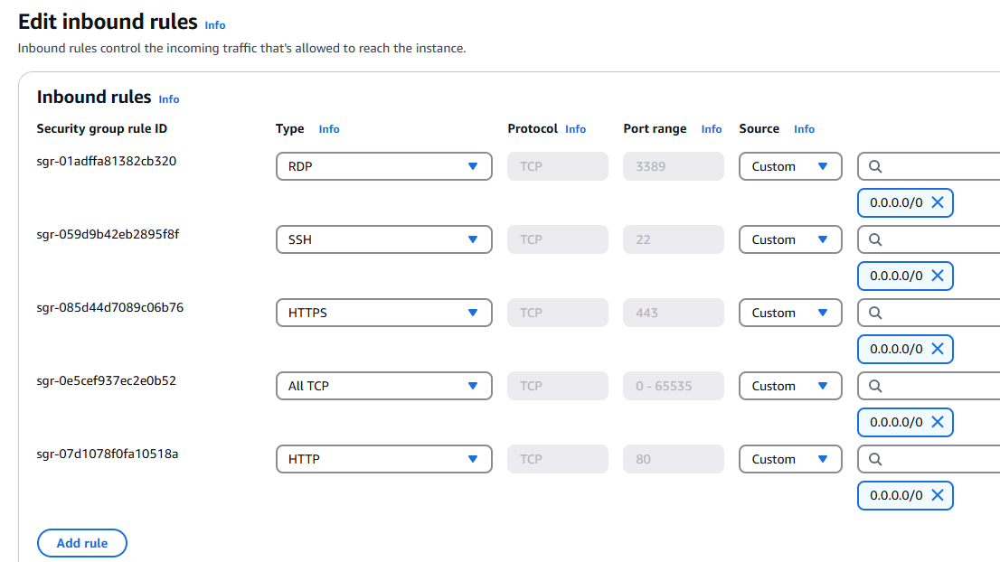 Edit inbound rules Info
Inbound rules control the incoming traffic that's allowed to reach the instance.
Inbound rules Info
Security group rule ID Type Info Protocol Info Port range Info Source Info
sgr-01adffa81382cb320 RDP TCP 3389 Custom
0.0.0.0/0
sgr-059d9b42eb2895f8f SSH TCP 22 Custom
0.0.0.0/0
sgr-085d44d7089c06b76 HTTPS TCP 443 Custom
0.0.0.0/0
sgr-0e5cef937ec2e0b52 All TCP TCP 0 - 65535 Custom
0.0.0.0/0
sgr-07d1078f0fa10518a HTTP TCP 80 Custom
0.0.0.0/0
Add rule